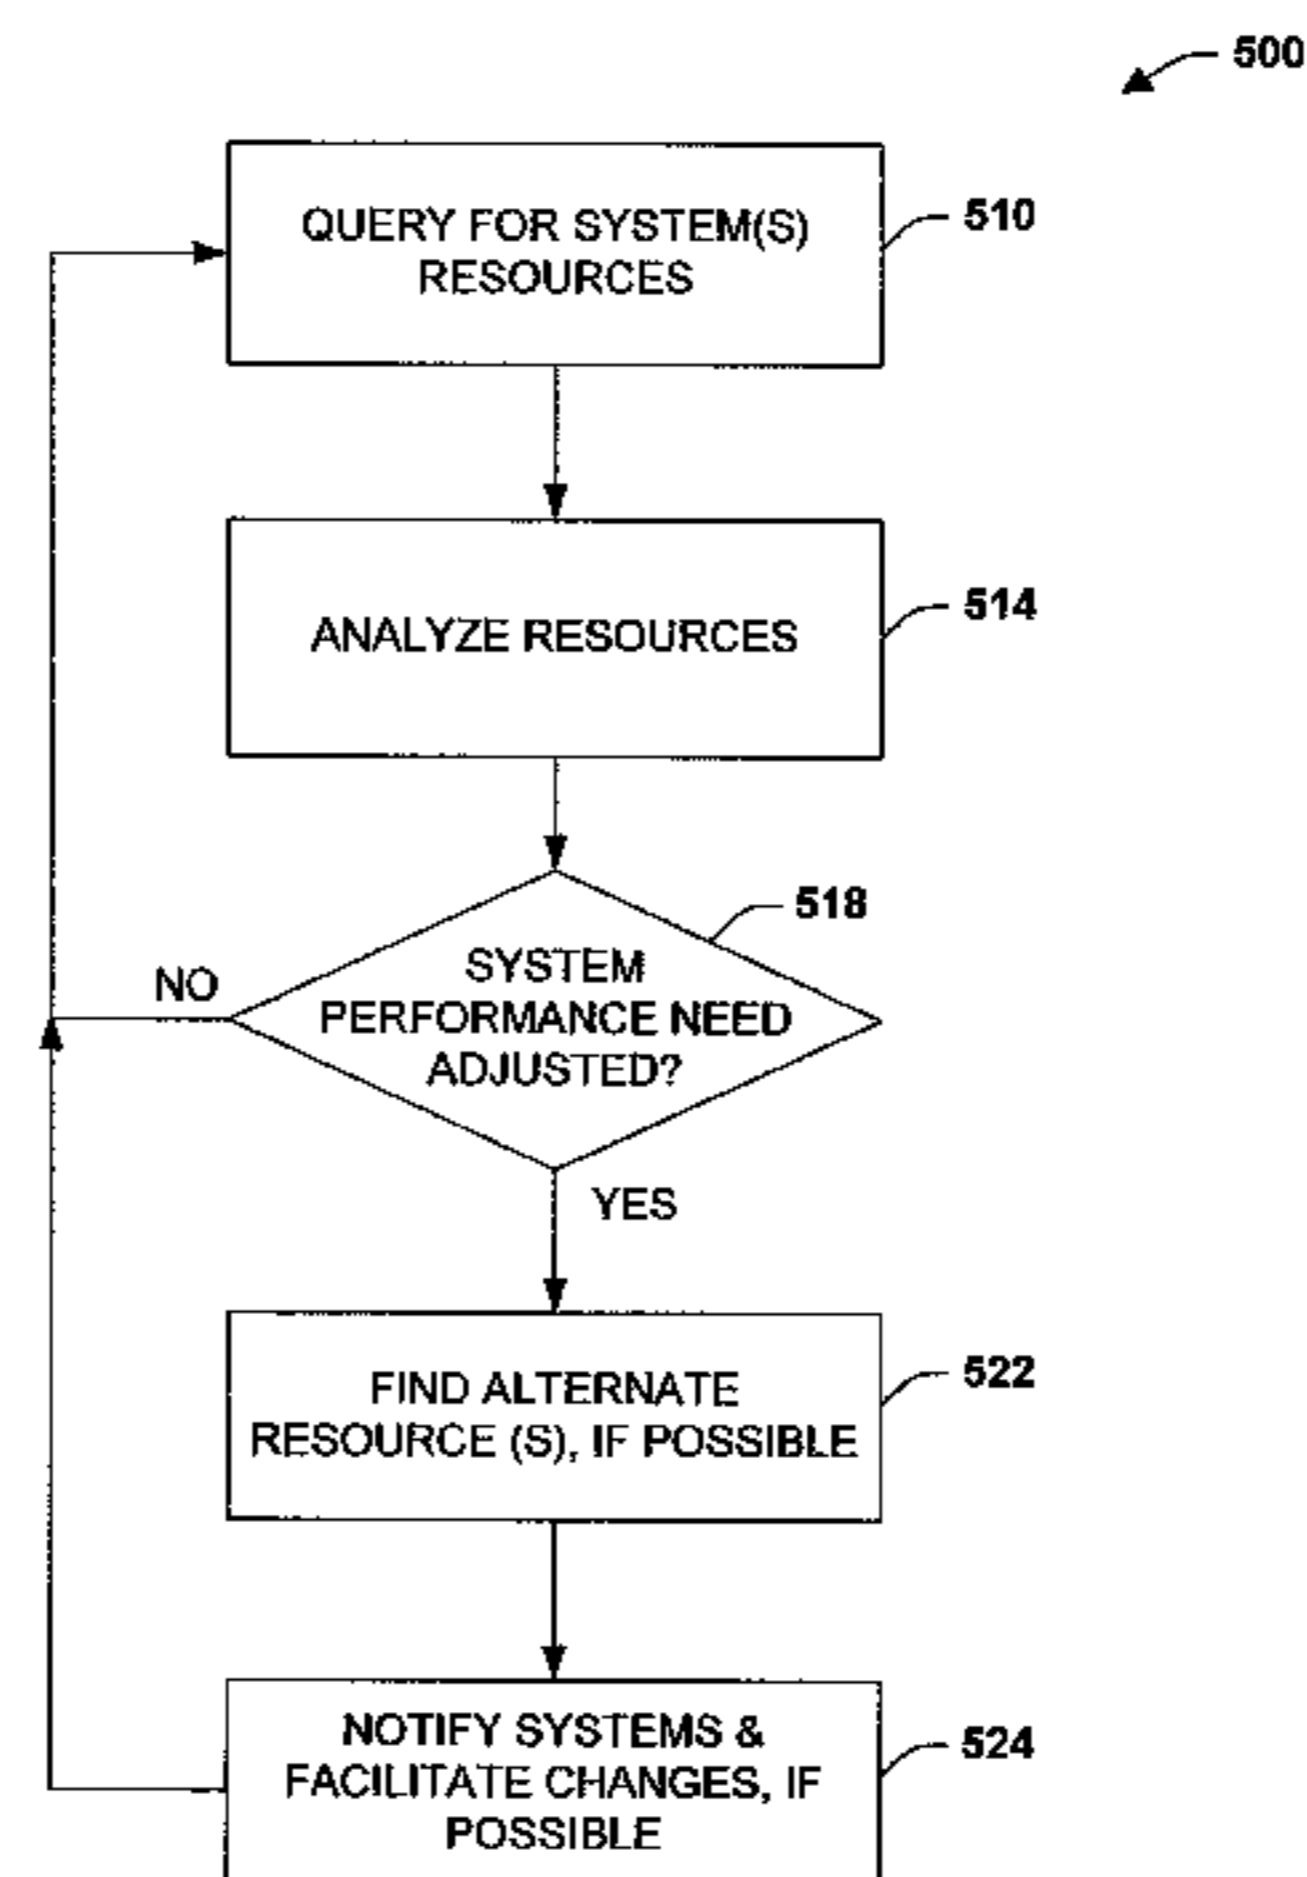 500
QUERY FOR SYSTEM(S)
RESOURCES
510
ANALYZE RESOURCES
514
518
SYSTEM
PERFORMANCE NEED
ADJUSTED?
NO
YES
FIND ALTERNATE
RESOURCE (S), IF POSSIBLE
522
NOTIFY SYSTEMS &
FACILITATE CHANGES, IF
POSSIBLE
524